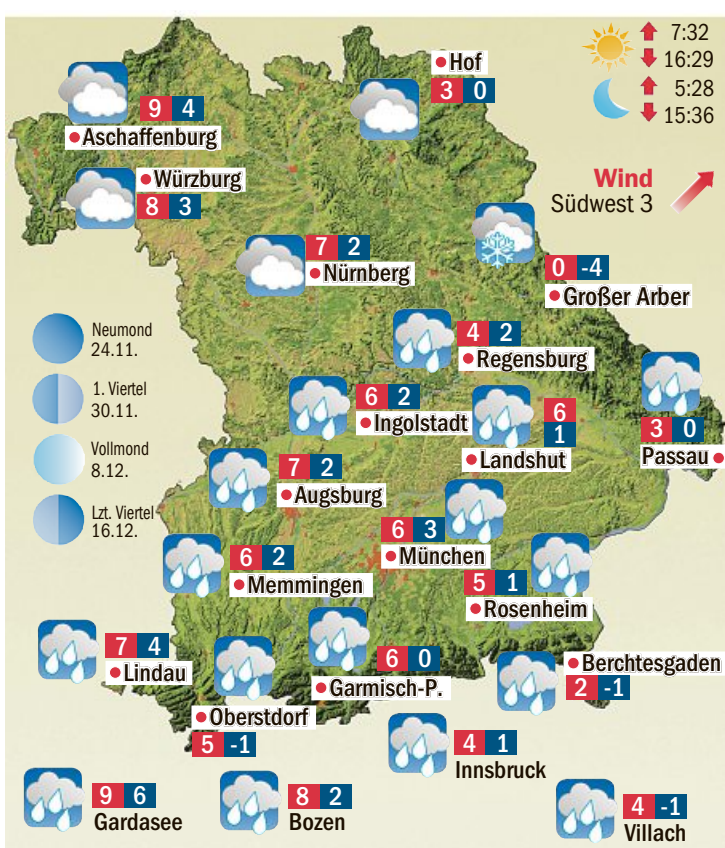 7:32
16:29
5:28
15:36
Wind
Südwest 3
Hof
3 0
9 4
Aschaffenburg
Würzburg
8 3
7 2
Nürnberg
0 -4
Großer Arber
Neumond
24.11.
1. Viertel
30.11.
Vollmond
8.12.
Lzt. Viertel
16.12.
4 2
Regensburg
6 2
Ingolstadt
6
1
Landshut
3 0
Passau
7 2
Augsburg
6 3
München
6 2
Memmingen
5 1
Rosenheim
7 4
Lindau
6 0
Garmisch-P.
Berchtesgaden
2 -1
Oberstdorf
5 -1
4 1
Innsbruck
9 6
Gardasee
8 2
Bozen
4 -1
Villach